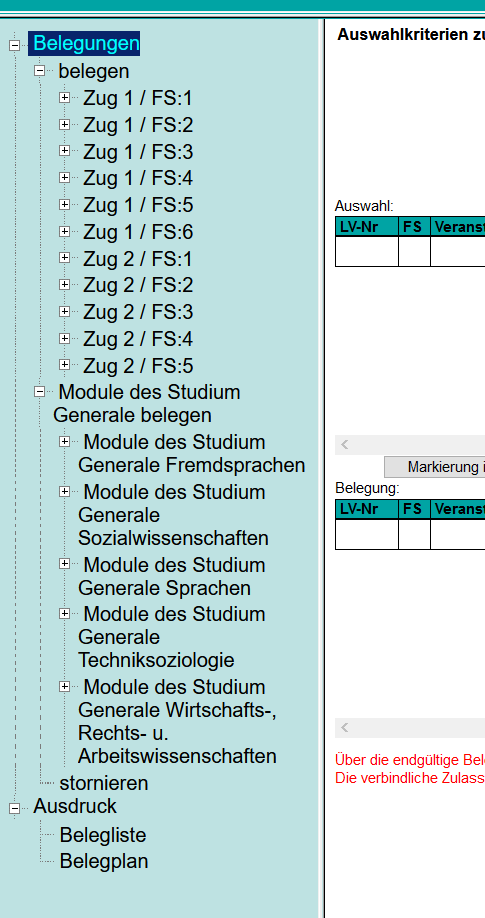 Belegungen
belegen
Zug 1 / FS:1
Zug 1 / FS:2
Zug 1 / FS:3
Zug 1 / FS:4
Zug 1 / FS:5
Zug 1 / FS:6
Zug 2 / FS:1
Zug 2 / FS:2
Zug 2 / FS:3
Zug 2 / FS:4
Zug 2 / FS:5
Module des Studium
Generale belegen
Module des Studium
Generale Fremdsprachen
Module des Studium
Generale
Sozialwissenschaften
Module des Studium
Generale Sprachen
Module des Studium
Generale
Techniksoziologie
Module des Studium
Generale Wirtschafts-,
Rechts- u.
Arbeitswissenschaften
stornieren
Ausdruck
Belegliste
Belegplan
Auswahlkriterien zu
Auswahl:
LV-Nr FS Veranst
Markierung i
Belegung:
LV-Nr FS Veranst
Über die endgültige Bel
Die verbindliche Zulass